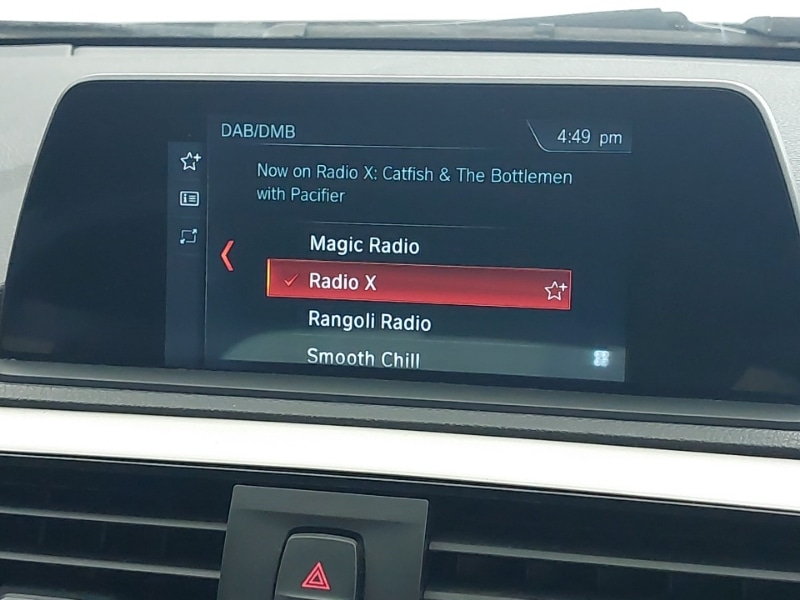 DAB/DMB
4:49 pm
Now on Radio X: Catfish & The Bottlemen
with Pacifier
Magic Radio
Radio X
Rangoli Radio
Smooth Chill